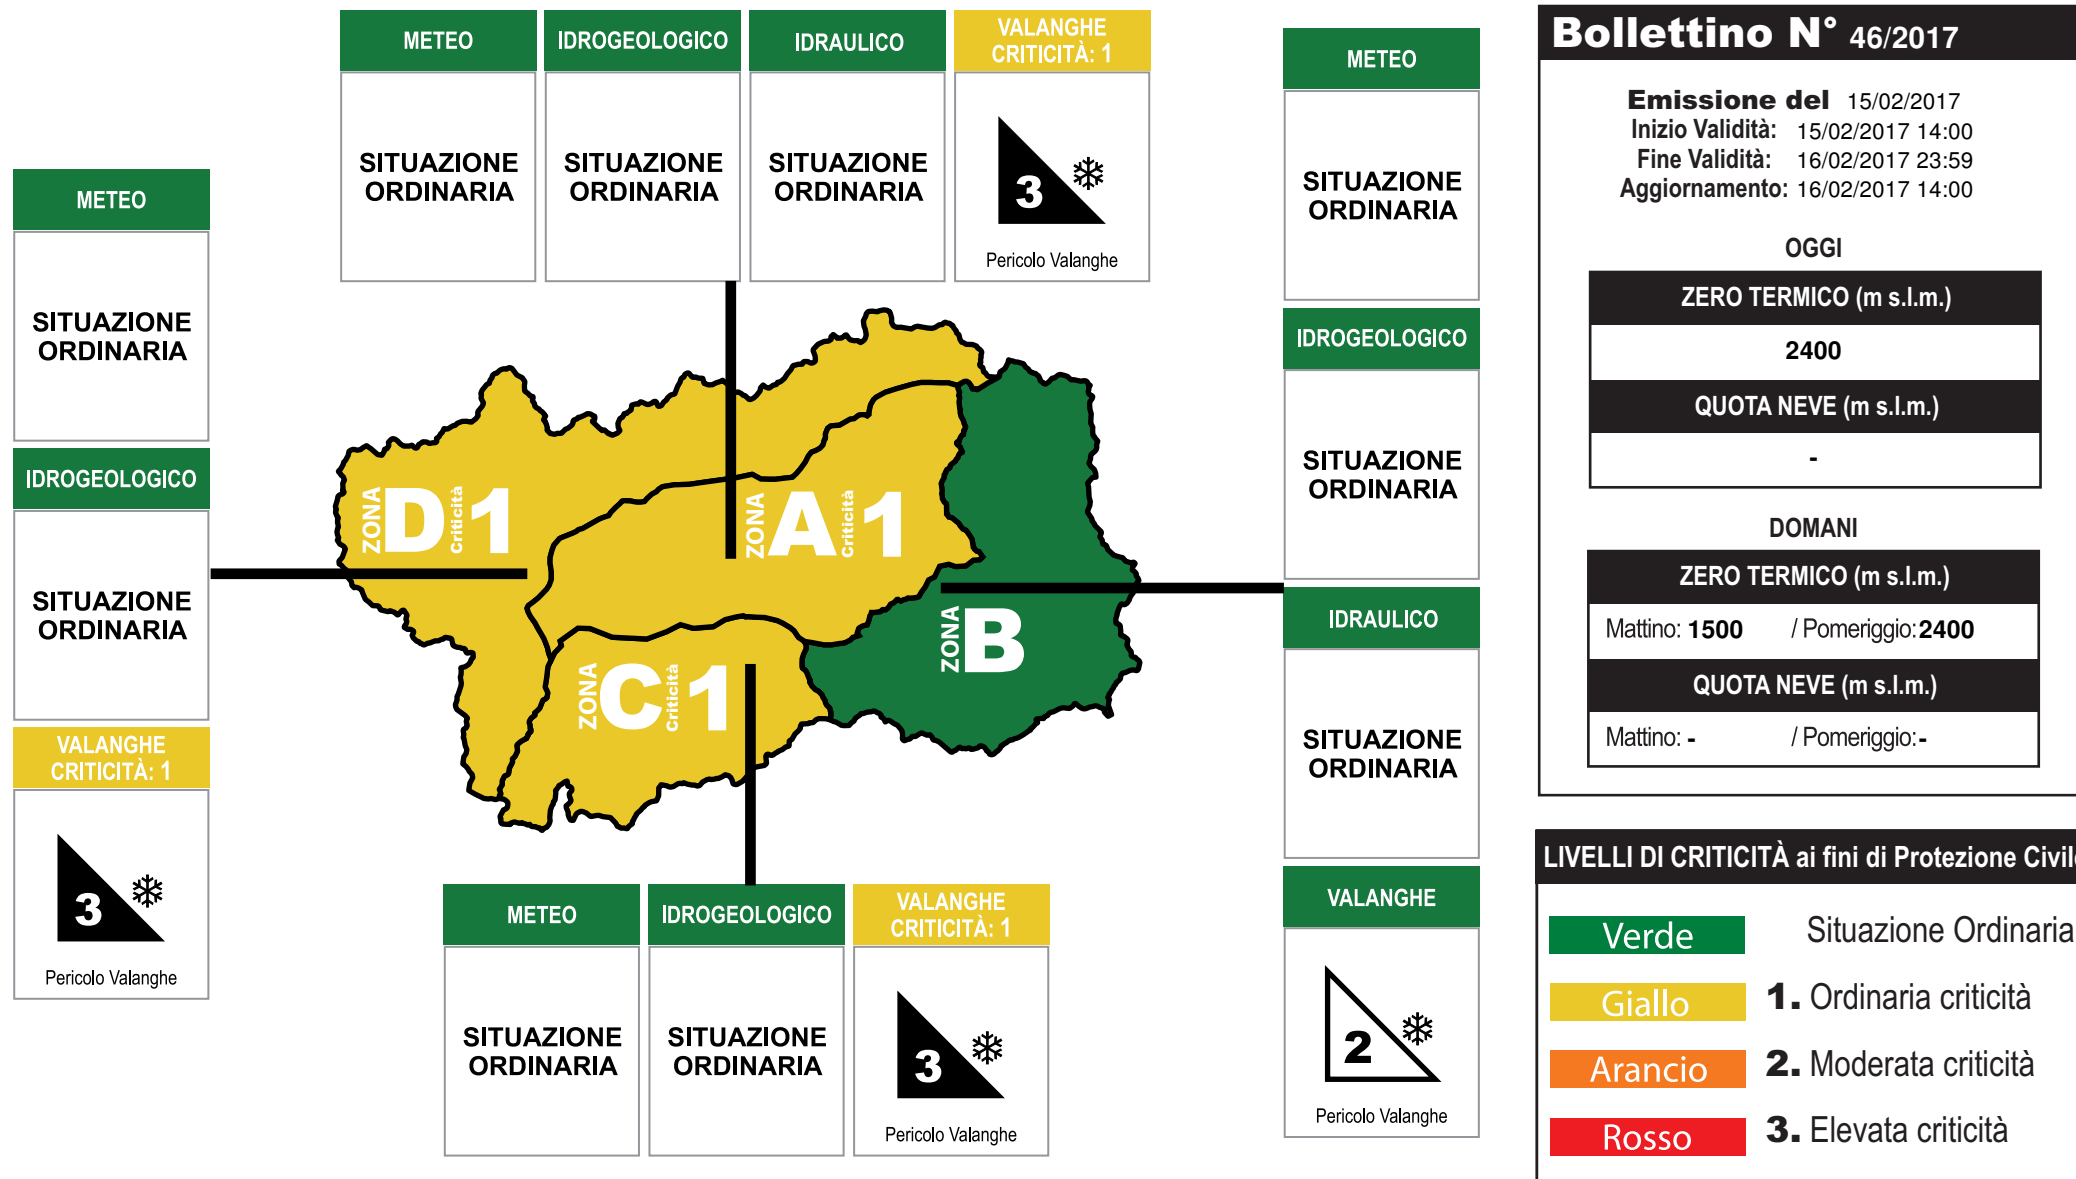 METEO
IDROGEOLOGICO
IDRAULICO
VALANGHE
CRITICITÀ: 1
SITUAZIONE
ORDINARIA
SITUAZIONE
ORDINARIA
SITUAZIONE
ORDINARIA
3
Pericolo Valanghe
METEO
SITUAZIONE
ORDINARIA
IDROGEOLOGICO
SITUAZIONE
ORDINARIA
VALANGHE
CRITICITÀ: 1
3
Pericolo Valanghe
ZONA D Criticità 1
ZONA A Criticità 1
ZONA B
ZONA C Criticità 1
METEO
IDROGEOLOGICO
VALANGHE
CRITICITÀ: 1
SITUAZIONE
ORDINARIA
SITUAZIONE
ORDINARIA
3
Pericolo Valanghe
METEO
SITUAZIONE
ORDINARIA
IDROGEOLOGICO
SITUAZIONE
ORDINARIA
IDRAULICO
SITUAZIONE
ORDINARIA
VALANGHE
2
Pericolo Valanghe
Bollettino N° 46/2017
Emissione del 15/02/2017
Inizio Validità: 15/02/2017 14:00
Fine Validità: 16/02/2017 23:59
Aggiornamento: 16/02/2017 14:00
OGGI
ZERO TERMICO (m s.l.m.)
2400
QUOTA NEVE (m s.l.m.)
-
DOMANI
ZERO TERMICO (m s.l.m.)
Mattino: 1500 / Pomeriggio: 2400
QUOTA NEVE (m s.l.m.)
Mattino: - / Pomeriggio: -
LIVELLI DI CRITICITÀ ai fini di Protezione Civile
Verde Situazione Ordinaria
Giallo 1. Ordinaria criticità
Arancio 2. Moderata criticità
Rosso 3. Elevata criticità